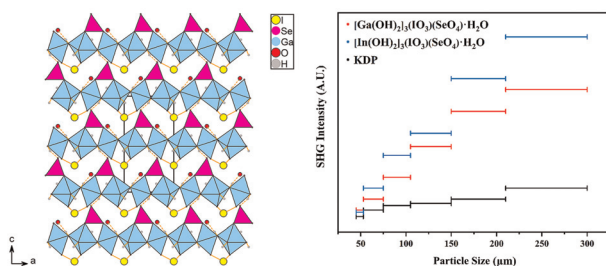 I
Se
Ga
O
H
c
a
[Ga(OH)₂]₃(IO₃)(SeO₄)·H₂O
[In(OH)₂]₃(IO₃)(SeO₄)·H₂O
KDP
SHG Intensity (A.U.)
50 100 150 200 250 300
Particle Size (μm)